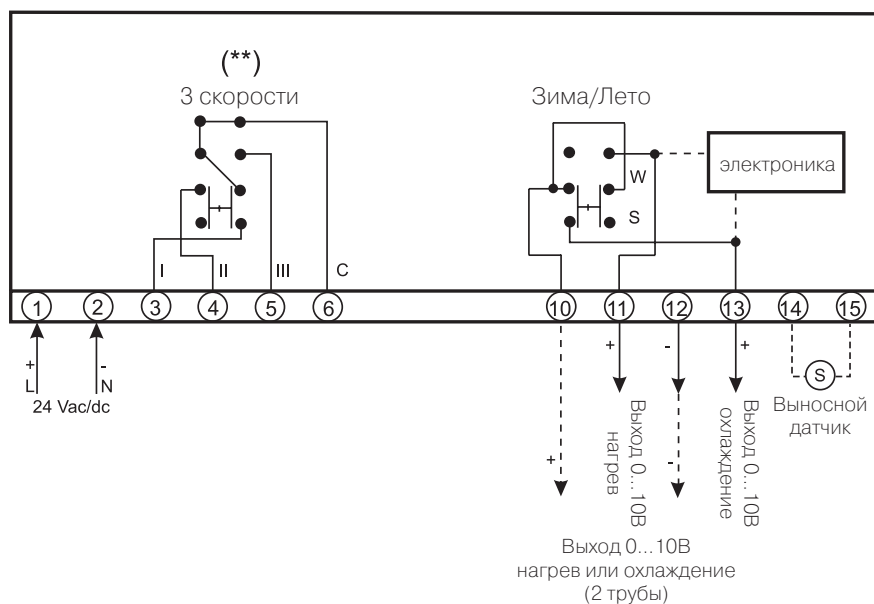 (**)
3 скорости
Зима/Лето
электроника
W
S
I
II
III
C
1
2
3
4
5
6
10
11
12
13
14
15
+
-
L
N
24 Vac/dc
+
-
+
S
Выносной
датчик
Выход 0...10В
нагрев
Выход 0...10В
охлаждение
+
-
Выход 0...10В
нагрев или охлаждение
(2 трубы)